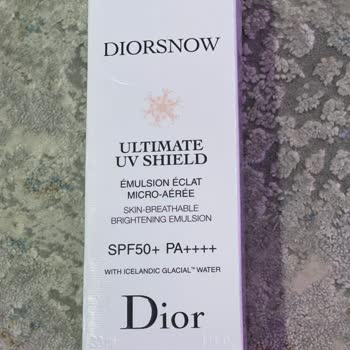 DIORSNOW
ULTIMATE
UV SHIELD
ÉMULSION ÉCLAT
MICRO-AÉRÉE
SKIN-BREATHABLE
BRIGHTENING EMULSION
SPF50+ PA++++
WITH ICELANDIC GLACIAL™ WATER
Dior